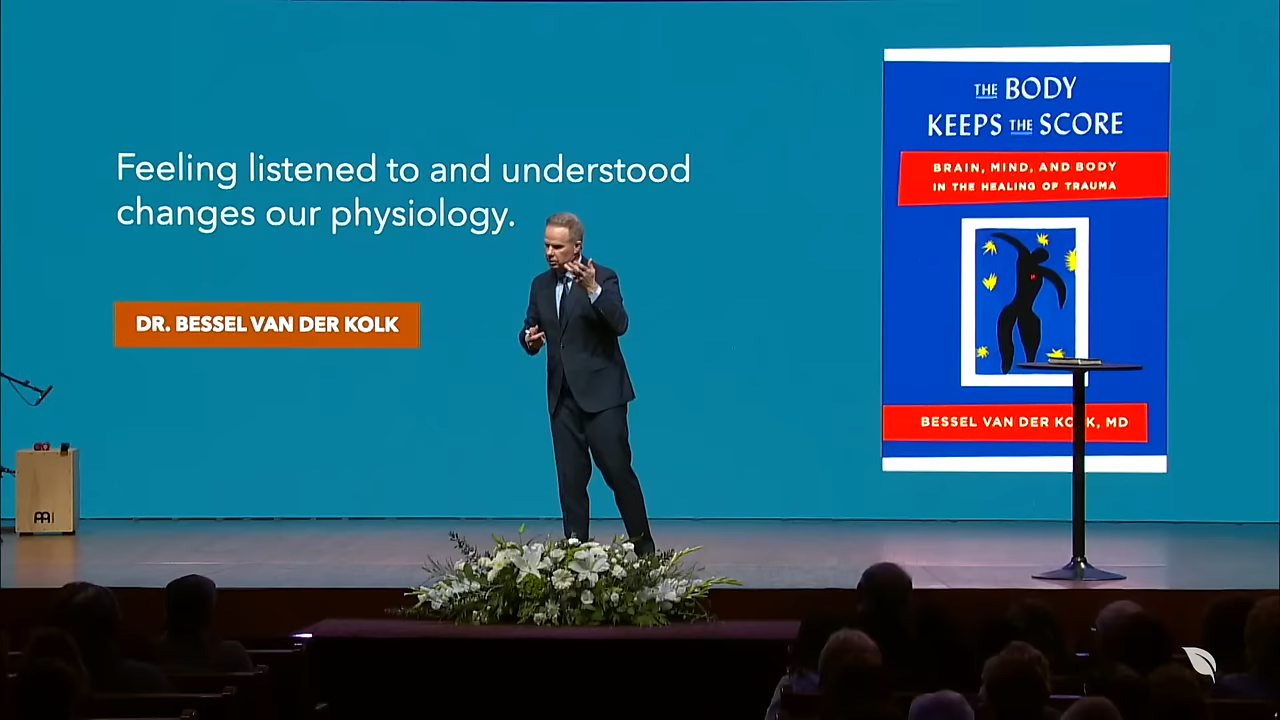 Feeling listened to and understood
changes our physiology.
DR. BESSEL VAN DER KOLK
THE BODY
KEEPS THE SCORE
BRAIN, MIND, AND BODY
IN THE HEALING OF TRAUMA
BESSEL VAN DER KOLK, MD